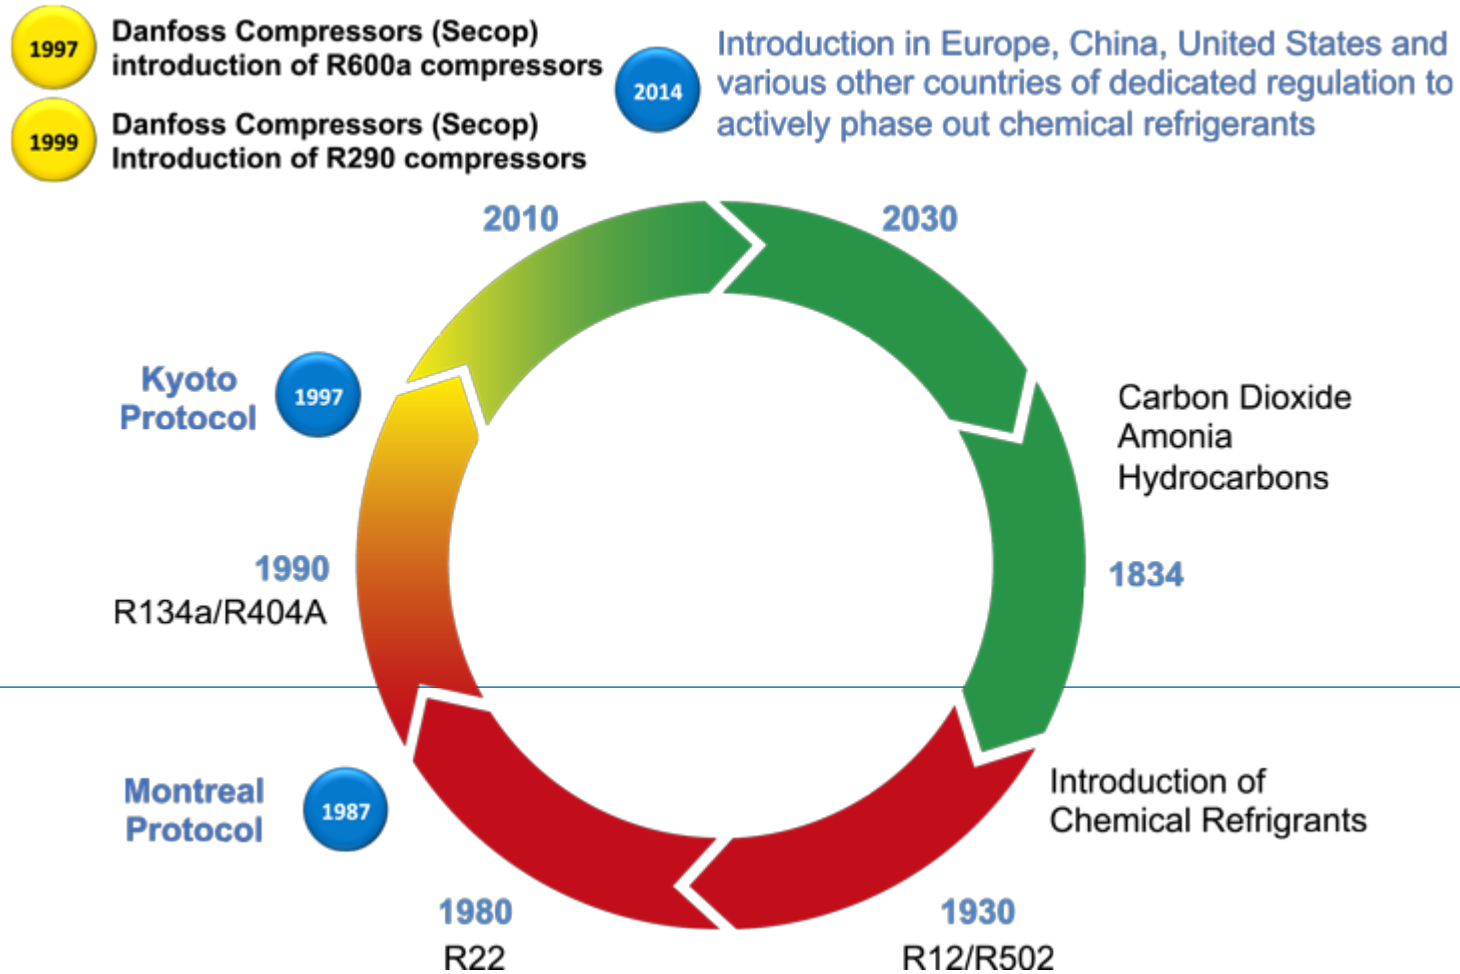 1997
Danfoss Compressors (Secop)
introduction of R600a compressors
1999
Danfoss Compressors (Secop)
Introduction of R290 compressors
2014
Introduction in Europe, China, United States and
various other countries of dedicated regulation to
actively phase out chemical refrigerants
2010
2030
Kyoto
Protocol
1997
Carbon Dioxide
Amonia
Hydrocarbons
1990
R134a/R404A
1834
Montreal
Protocol
1987
Introduction of
Chemical Refrigrants
1980
R22
1930
R12/R502